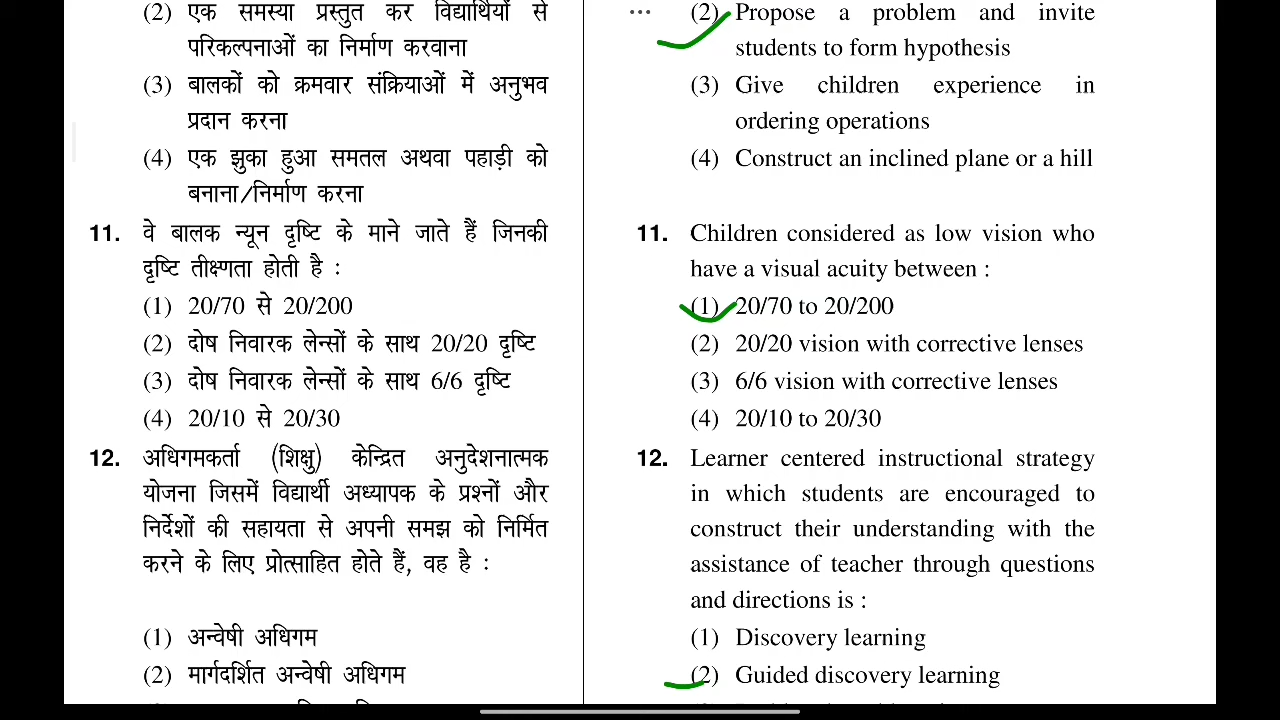 (2) एक समस्या प्रस्तुत कर विद्यार्थियों से
परिकल्पनाओं का निर्माण करवाना
(3) बालकों को क्रमवार संक्रियाओं में अनुभव
प्रदान करना
(4) एक झुका हुआ समतल अथवा पहाड़ी को
बनाना/निर्माण करना
11. वे बालक न्यून दृष्टि के माने जाते हैं जिनकी
दृष्टि तीक्ष्णता होती है :
(1) 20/70 से 20/200
(2) दोष निवारक लेन्सों के साथ 20/20 दृष्टि
(3) दोष निवारक लेन्सों के साथ 6/6 दृष्टि
(4) 20/10 से 20/30
12. अधिगमकर्ता (शिक्षु) केन्द्रित अनुदेशनात्मक
योजना जिसमें विद्यार्थी अध्यापक के प्रश्नों और
निर्देशों की सहायता से अपनी समझ को निर्मित
करने के लिए प्रोत्साहित होते हैं, वह है :
(1) अन्वेषी अधिगम
(2) मार्गदर्शित अन्वेषी अधिगम
(2) Propose a problem and invite
students to form hypothesis
(3) Give children experience in
ordering operations
(4) Construct an inclined plane or a hill
11. Children considered as low vision who
have a visual acuity between :
(1) 20/70 to 20/200
(2) 20/20 vision with corrective lenses
(3) 6/6 vision with corrective lenses
(4) 20/10 to 20/30
12. Learner centered instructional strategy
in which students are encouraged to
construct their understanding with the
assistance of teacher through questions
and directions is :
(1) Discovery learning
(2) Guided discovery learning